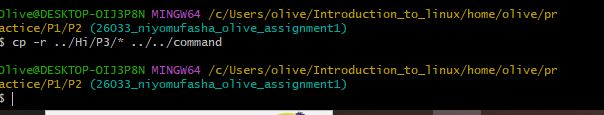 Olive@DESKTOP-OIJ3P8N MINGW64 /c/Users/olive/Introduction_to_linux/home/olive/pr
actice/P1/P2 (26033_niyomufasha_olive_assignment1)
$ cp -r ../Hi/P3/* ../../command
Olive@DESKTOP-OIJ3P8N MINGW64 /c/Users/olive/Introduction_to_linux/home/olive/pr
actice/P1/P2 (26033_niyomufasha_olive_assignment1)
$